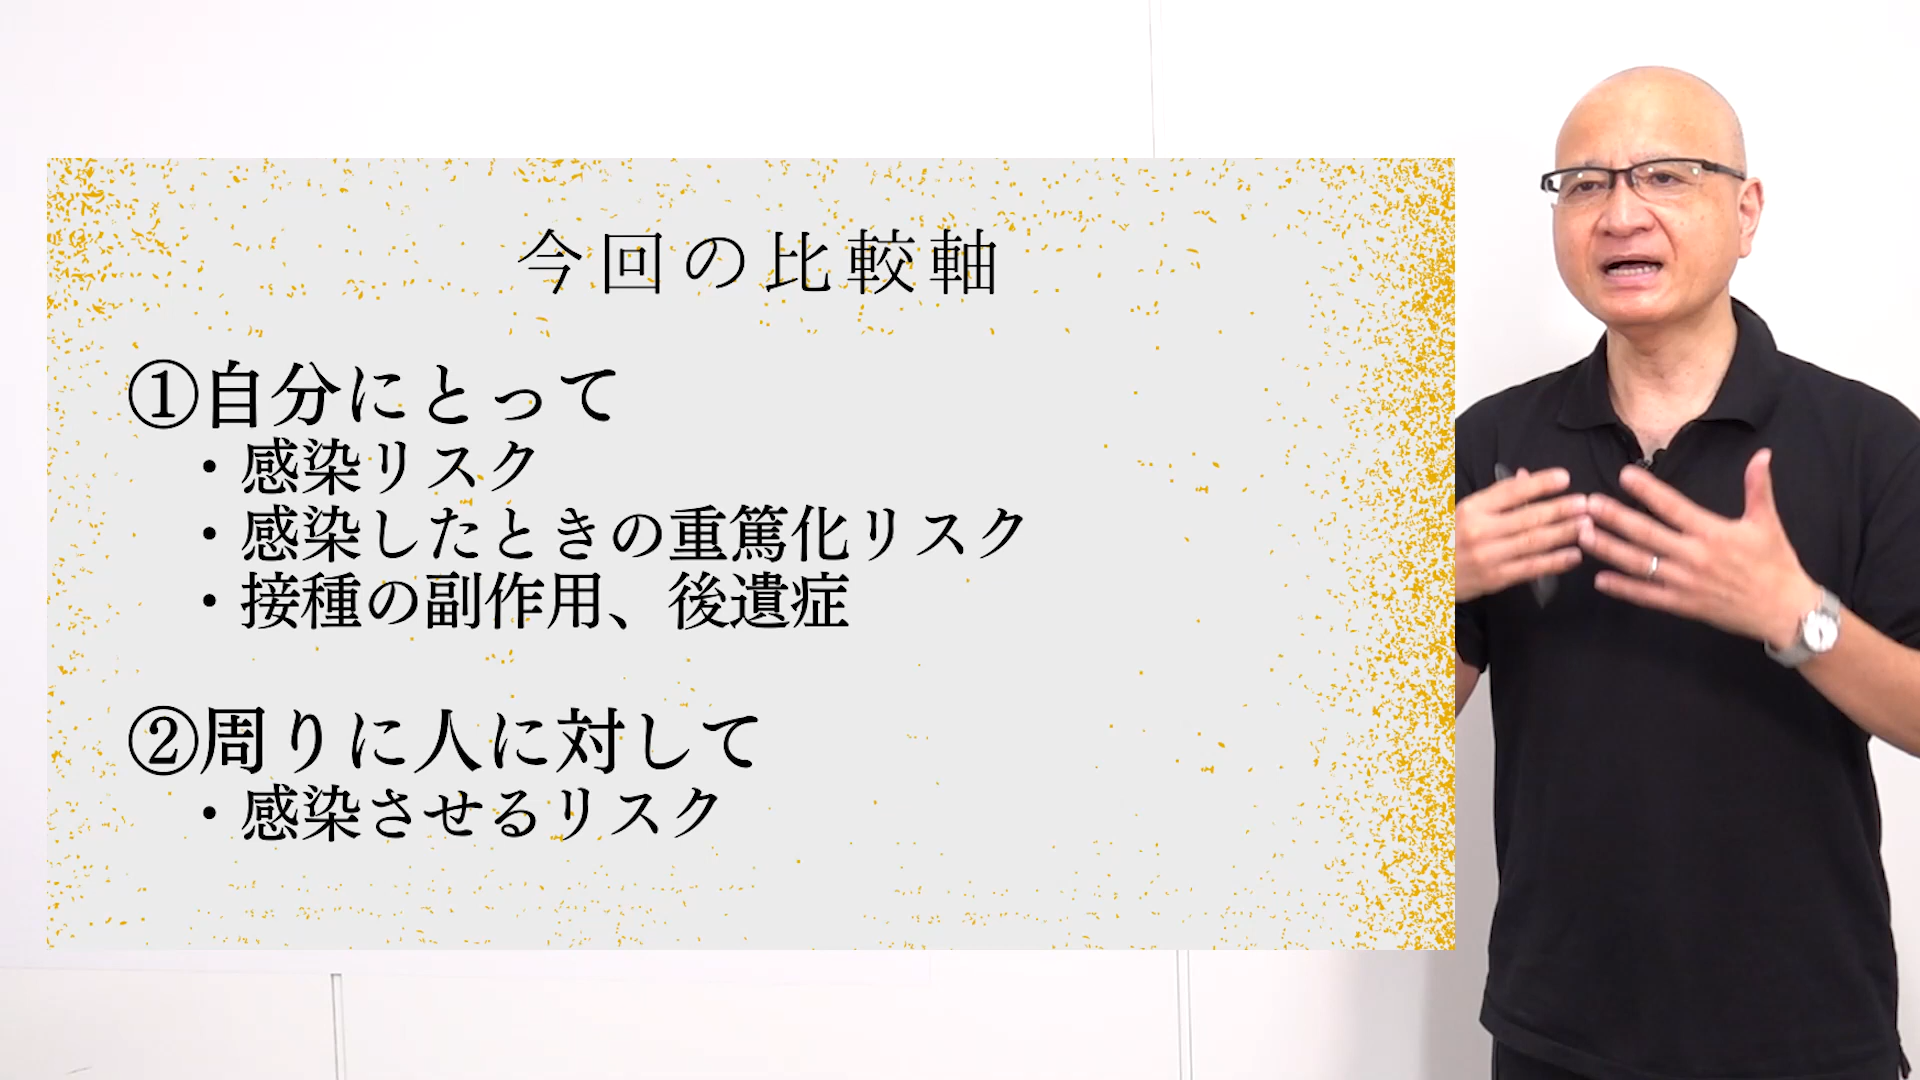 今回の比較軸
①自分にとって
・感染リスク
・感染したときの重篤化リスク
・接種の副作用、後遺症
②周りに人に対して
・感染させるリスク